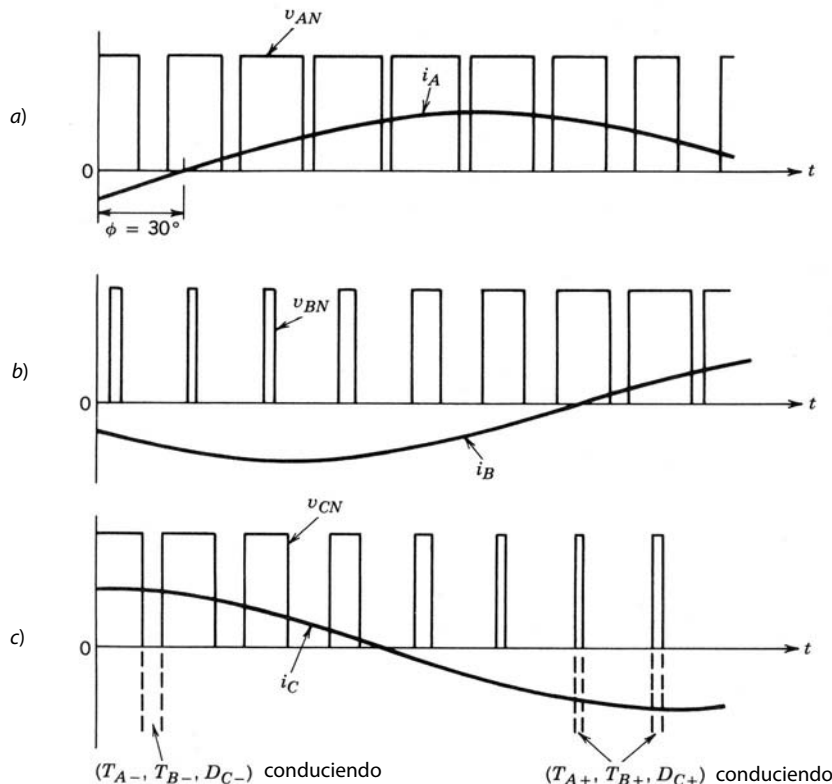 v_AN
a)
i_A
0
t
ϕ = 30°
v_BN
b)
0
t
i_B
v_CN
c)
0
t
i_C
(T_A−, T_B−, D_C−) conduciendo
(T_A+, T_B+, D_C+) conduciendo